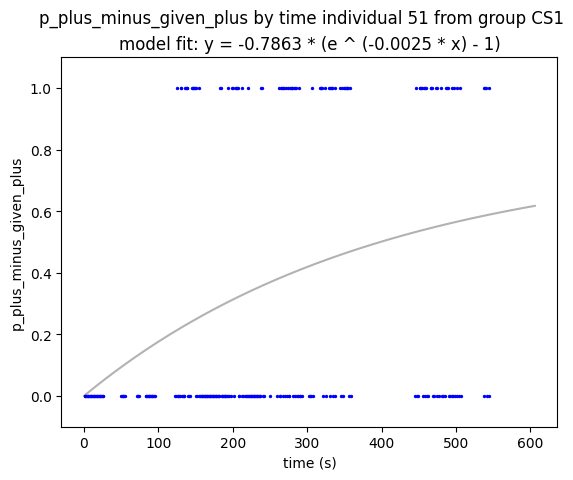 p_plus_minus_given_plus by time individual 51 from group CS1
model fit: y = -0.7863 * (e ^ (-0.0025 * x) - 1)
1.0
0.8
0.6
0.4
0.2
0.0
p_plus_minus_given_plus
0 100 200 300 400 500 600
time (s)